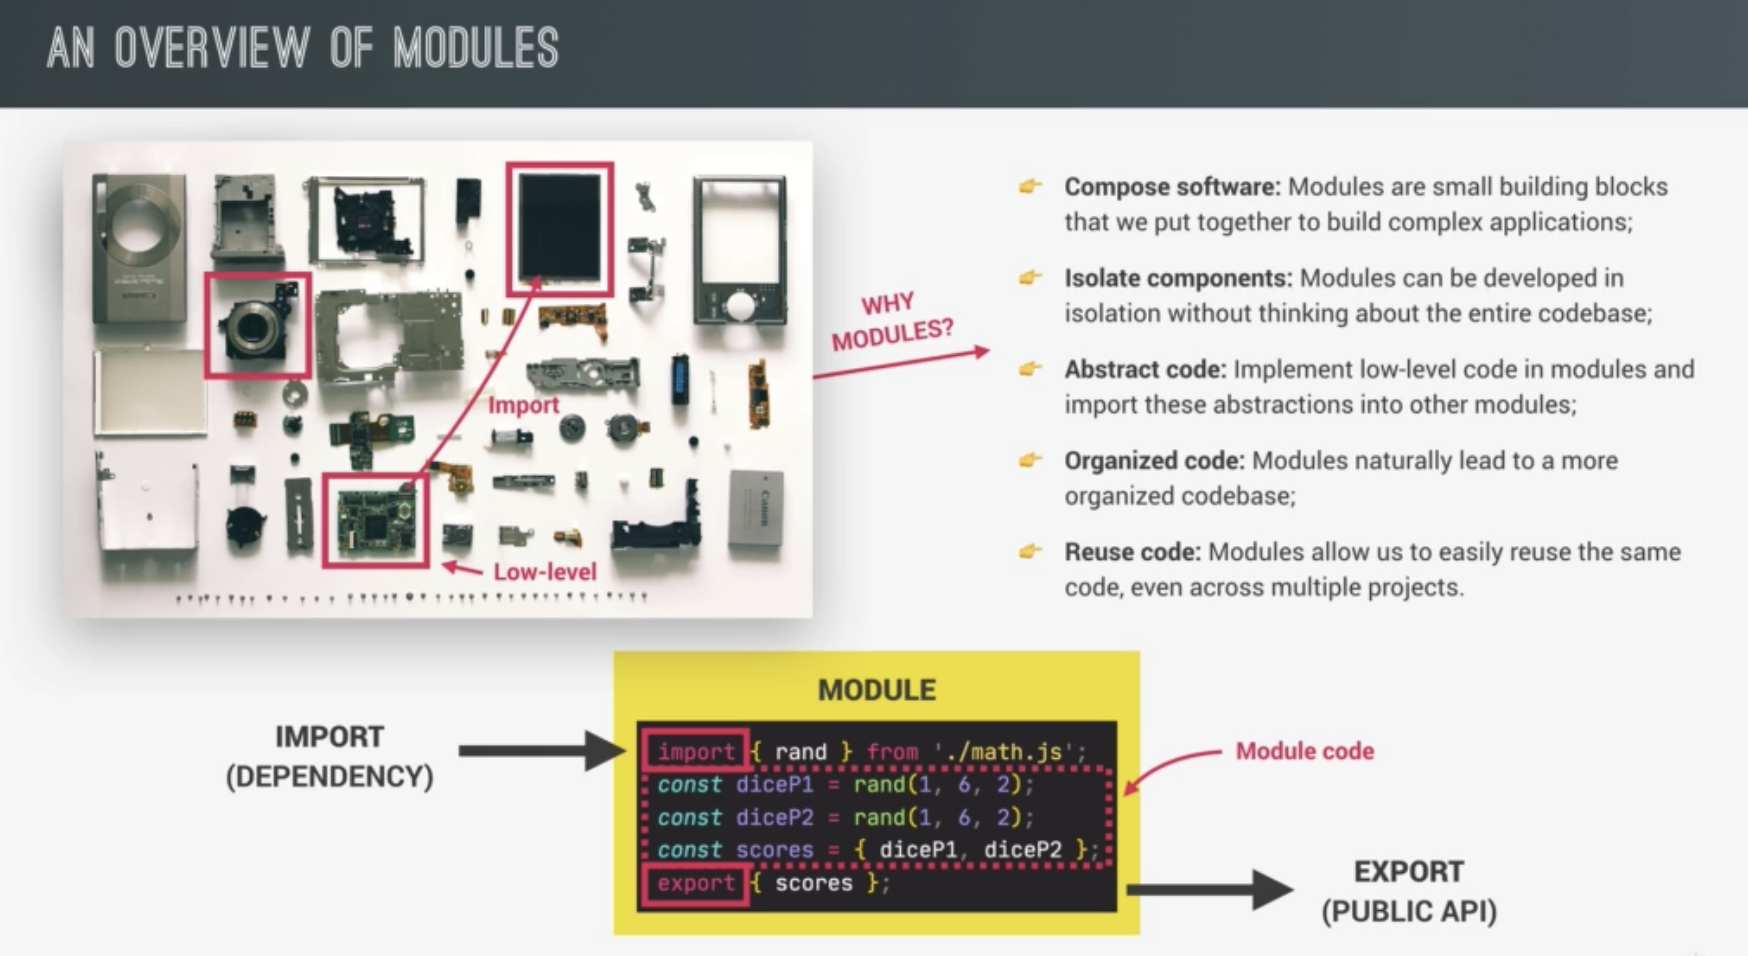 AN OVERVIEW OF MODULES
Canon
Import
Low-level
Canon
WHY
MODULES?
👉 Compose software: Modules are small building blocks
that we put together to build complex applications;
👉 Isolate components: Modules can be developed in
isolation without thinking about the entire codebase;
👉 Abstract code: Implement low-level code in modules and
import these abstractions into other modules;
👉 Organized code: Modules naturally lead to a more
organized codebase;
👉 Reuse code: Modules allow us to easily reuse the same
code, even across multiple projects.
IMPORT
(DEPENDENCY)
MODULE
import { rand } from './math.js';
const diceP1 = rand(1, 6, 2);
const diceP2 = rand(1, 6, 2);
const scores = { diceP1, diceP2 };
export { scores };
Module code
EXPORT
(PUBLIC API)